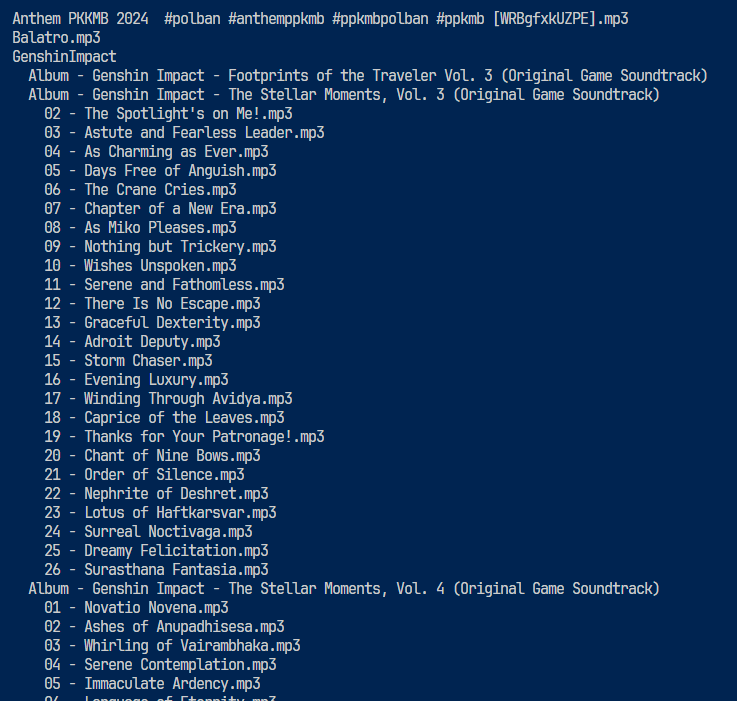 Anthem PKKMB 2024  #polban #anthemppkmb #ppkmbpolban #ppkmb [WRBgfxkUZPE].mp3
Balatro.mp3
GenshinImpact
  Album - Genshin Impact - Footprints of the Traveler Vol. 3 (Original Game Soundtrack)
  Album - Genshin Impact - The Stellar Moments, Vol. 3 (Original Game Soundtrack)
    02 - The Spotlight's on Me!.mp3
    03 - Astute and Fearless Leader.mp3
    04 - As Charming as Ever.mp3
    05 - Days Free of Anguish.mp3
    06 - The Crane Cries.mp3
    07 - Chapter of a New Era.mp3
    08 - As Miko Pleases.mp3
    09 - Nothing but Trickery.mp3
    10 - Wishes Unspoken.mp3
    11 - Serene and Fathomless.mp3
    12 - There Is No Escape.mp3
    13 - Graceful Dexterity.mp3
    14 - Adroit Deputy.mp3
    15 - Storm Chaser.mp3
    16 - Evening Luxury.mp3
    17 - Winding Through Avidya.mp3
    18 - Caprice of the Leaves.mp3
    19 - Thanks for Your Patronage!.mp3
    20 - Chant of Nine Bows.mp3
    21 - Order of Silence.mp3
    22 - Nephrite of Deshret.mp3
    23 - Lotus of Haftkarsvar.mp3
    24 - Surreal Noctivaga.mp3
    25 - Dreamy Felicitation.mp3
    26 - Surasthana Fantasia.mp3
  Album - Genshin Impact - The Stellar Moments, Vol. 4 (Original Game Soundtrack)
    01 - Novatio Novena.mp3
    02 - Ashes of Anupadhisesa.mp3
    03 - Whirling of Vairambhaka.mp3
    04 - Serene Contemplation.mp3
    05 - Immaculate Ardency.mp3